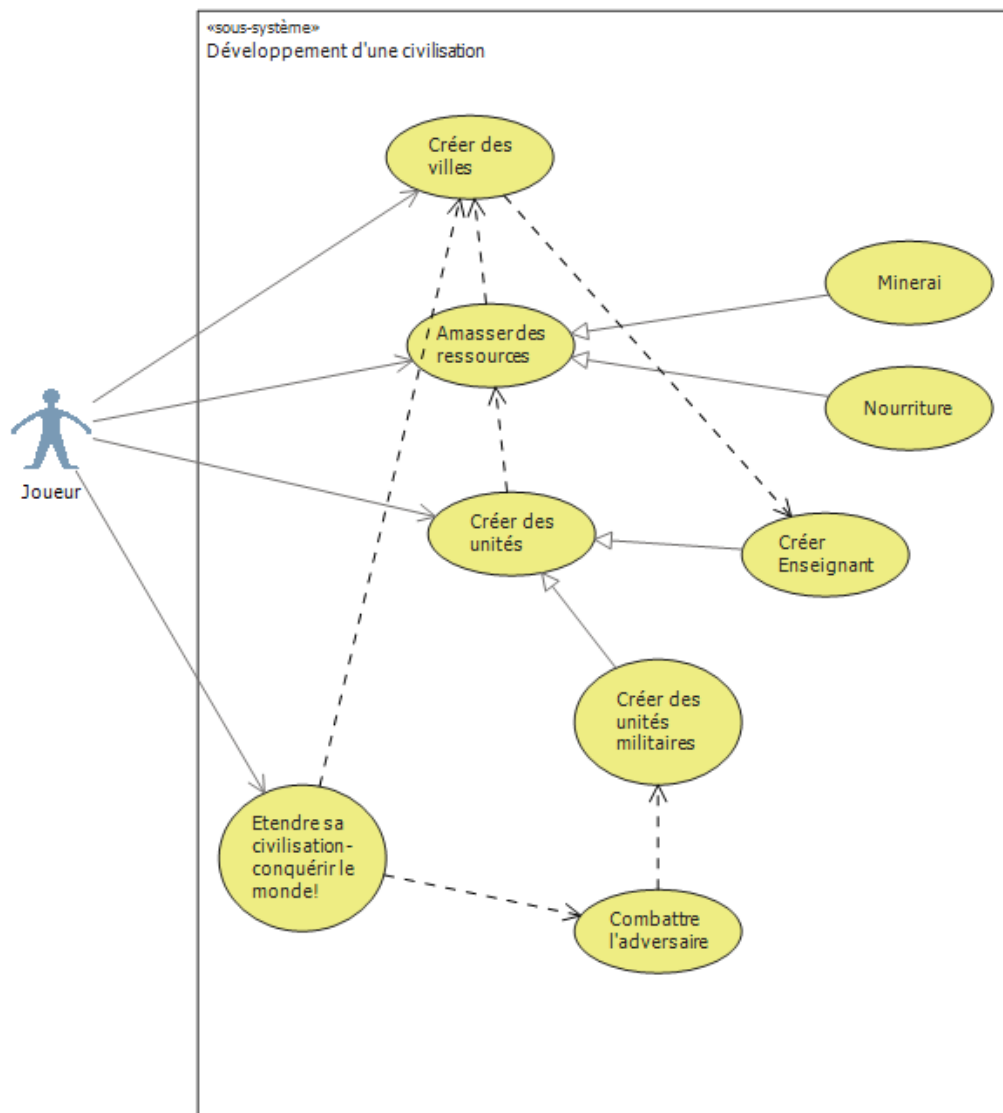 «sous-système»
Développement d'une civilisation
Créer des
villes
Minerai
Amasser des
ressources
Nourriture
Joueur
Créer des
unités
Créer
Enseignant
Créer des
unités
militaires
Etendre sa
civilisation-
conquérir le
monde!
Combattre
l'adversaire